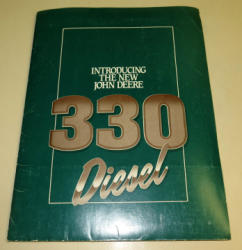 INTRODUCING
THE NEW
JOHN DEERE
330
Diesel